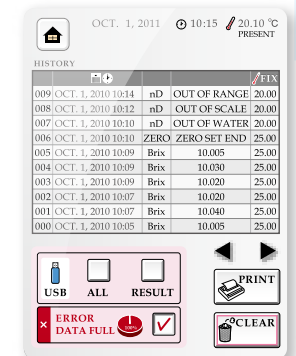 OCT. 1, 2011 10:15 20.10 °C
PRESENT
HISTORY
FIX
009 OCT. 1, 2010 10:14 nD OUT OF RANGE 20.00
008 OCT. 1, 2010 10:12 nD OUT OF SCALE 20.00
007 OCT. 1, 2010 10:10 nD OUT OF WATER 20.00
006 OCT. 1, 2010 10:10 ZERO ZERO SET END 25.00
005 OCT. 1, 2010 10:09 Brix 10.005 25.00
004 OCT. 1, 2010 10:09 Brix 10.030 25.00
003 OCT. 1, 2010 10:09 Brix 10.020 25.00
002 OCT. 1, 2010 10:07 Brix 10.020 25.00
001 OCT. 1, 2010 10:07 Brix 10.040 25.00
000 OCT. 1, 2010 10:05 Brix 10.005 25.00
USB ALL RESULT
PRINT
ERROR
DATA FULL 100%
CLEAR